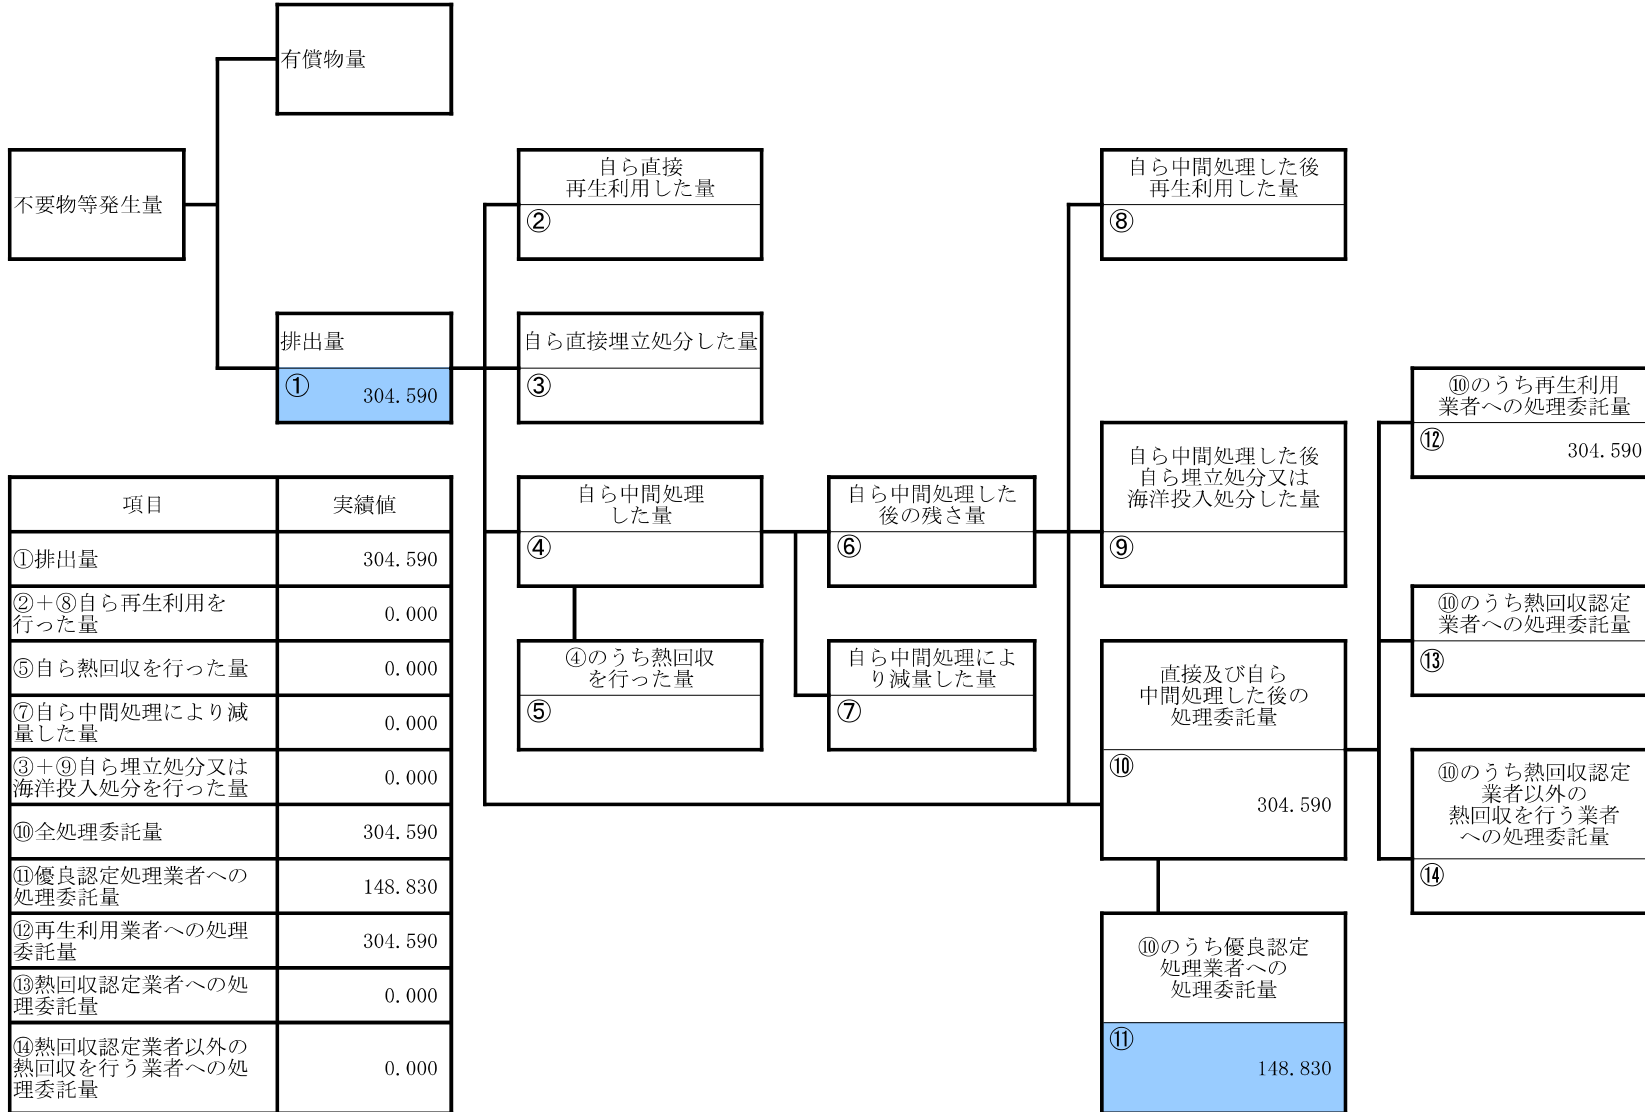 有償物量
不要物等発生量
自ら直接
再生利用した量
②
自ら中間処理した後
再生利用した量
⑧
排出量
① 304.590
自ら直接埋立処分した量
③
⑩のうち再生利用
業者への処理委託量
⑫ 304.590
自ら中間処理
した量
④
自ら中間処理した
後の残さ量
⑥
自ら中間処理した後
自ら埋立処分又は
海洋投入処分した量
⑨
④のうち熱回収
を行った量
⑤
自ら中間処理によ
り減量した量
⑦
直接及び自ら
中間処理した後の
処理委託量
⑩
304.590
⑩のうち熱回収認定
業者への処理委託量
⑬
⑩のうち熱回収認定
業者以外の
熱回収を行う業者
への処理委託量
⑭
⑩のうち優良認定
処理業者への
処理委託量
⑪
148.830
項目 実績値
①排出量 304.590
②＋⑧自ら再生利用を
行った量 0.000
⑤自ら熱回収を行った量 0.000
⑦自ら中間処理により減
量した量 0.000
③＋⑨自ら埋立処分又は
海洋投入処分を行った量 0.000
⑩全処理委託量 304.590
⑪優良認定処理業者への
処理委託量 148.830
⑫再生利用業者への処理
委託量 304.590
⑬熱回収認定業者への処
理委託量 0.000
⑭熱回収認定業者以外の
熱回収を行う業者への処
理委託量 0.000